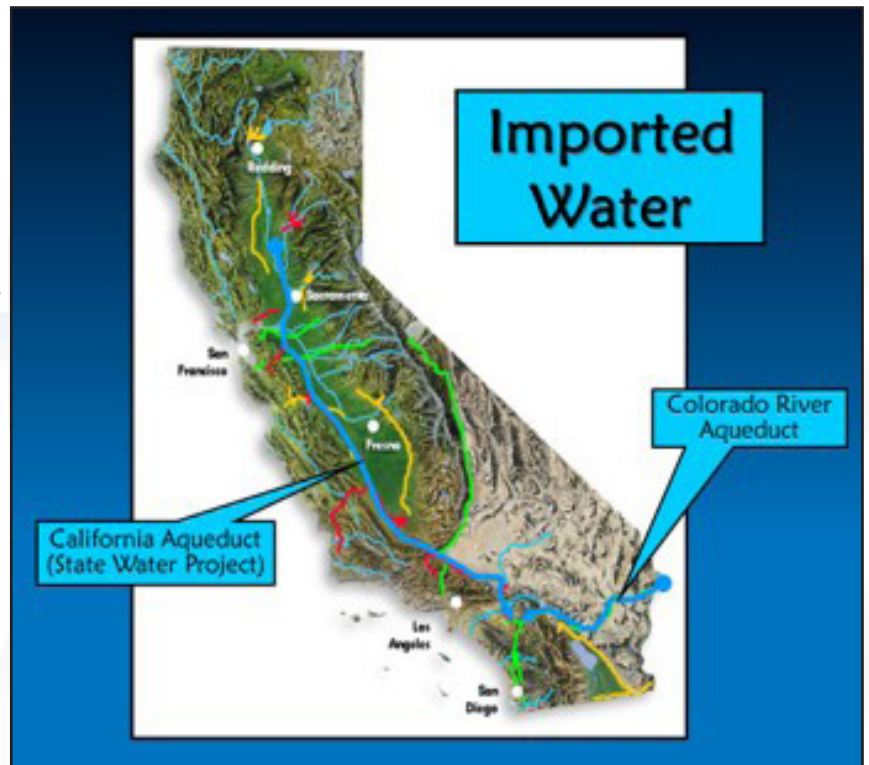 Imported
Water
Redding
Sacramento
San
Francisco
Fresno
Colorado River
Aqueduct
California Aqueduct
(State Water Project)
Los
Angeles
San
Diego